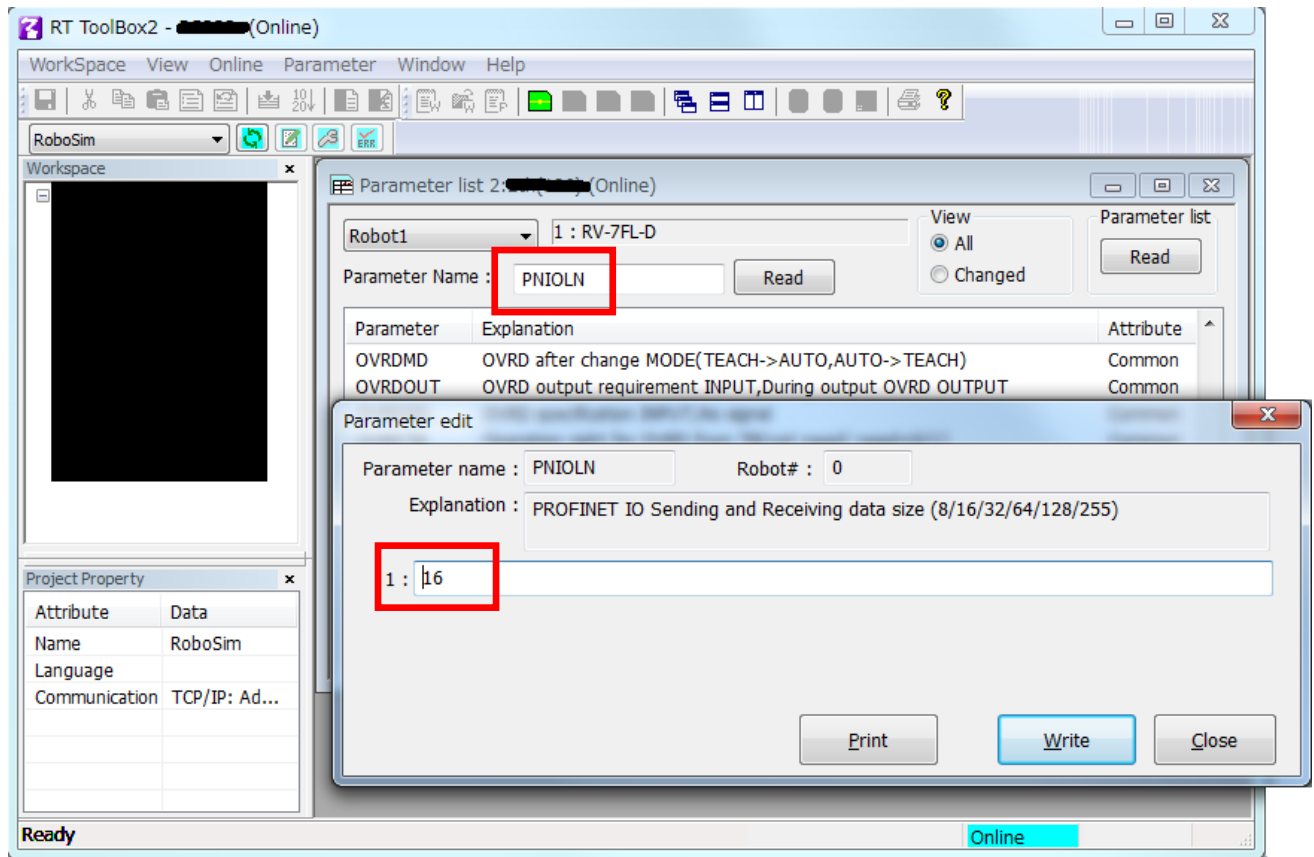 RT ToolBox2 - (Online)
WorkSpace View Online Parameter Window Help
RoboSim
ERR
Workspace
Parameter list 2: (Online)
Robot1
1 : RV-7FL-D
View
All
Changed
Parameter list
Read
Parameter Name :
PNIOLN
Read
Parameter Explanation Attribute
OVRDMD OVRD after change MODE(TEACH->AUTO,AUTO->TEACH) Common
OVRDOUT OVRD output requirement INPUT,During output OVRD OUTPUT Common
Parameter edit
Parameter name : PNIOLN Robot# : 0
Explanation : PROFINET IO Sending and Receiving data size (8/16/32/64/128/255)
1 : 16
Print Write Close
Project Property
Attribute Data
Name RoboSim
Language
Communication TCP/IP: Ad...
Ready
Online